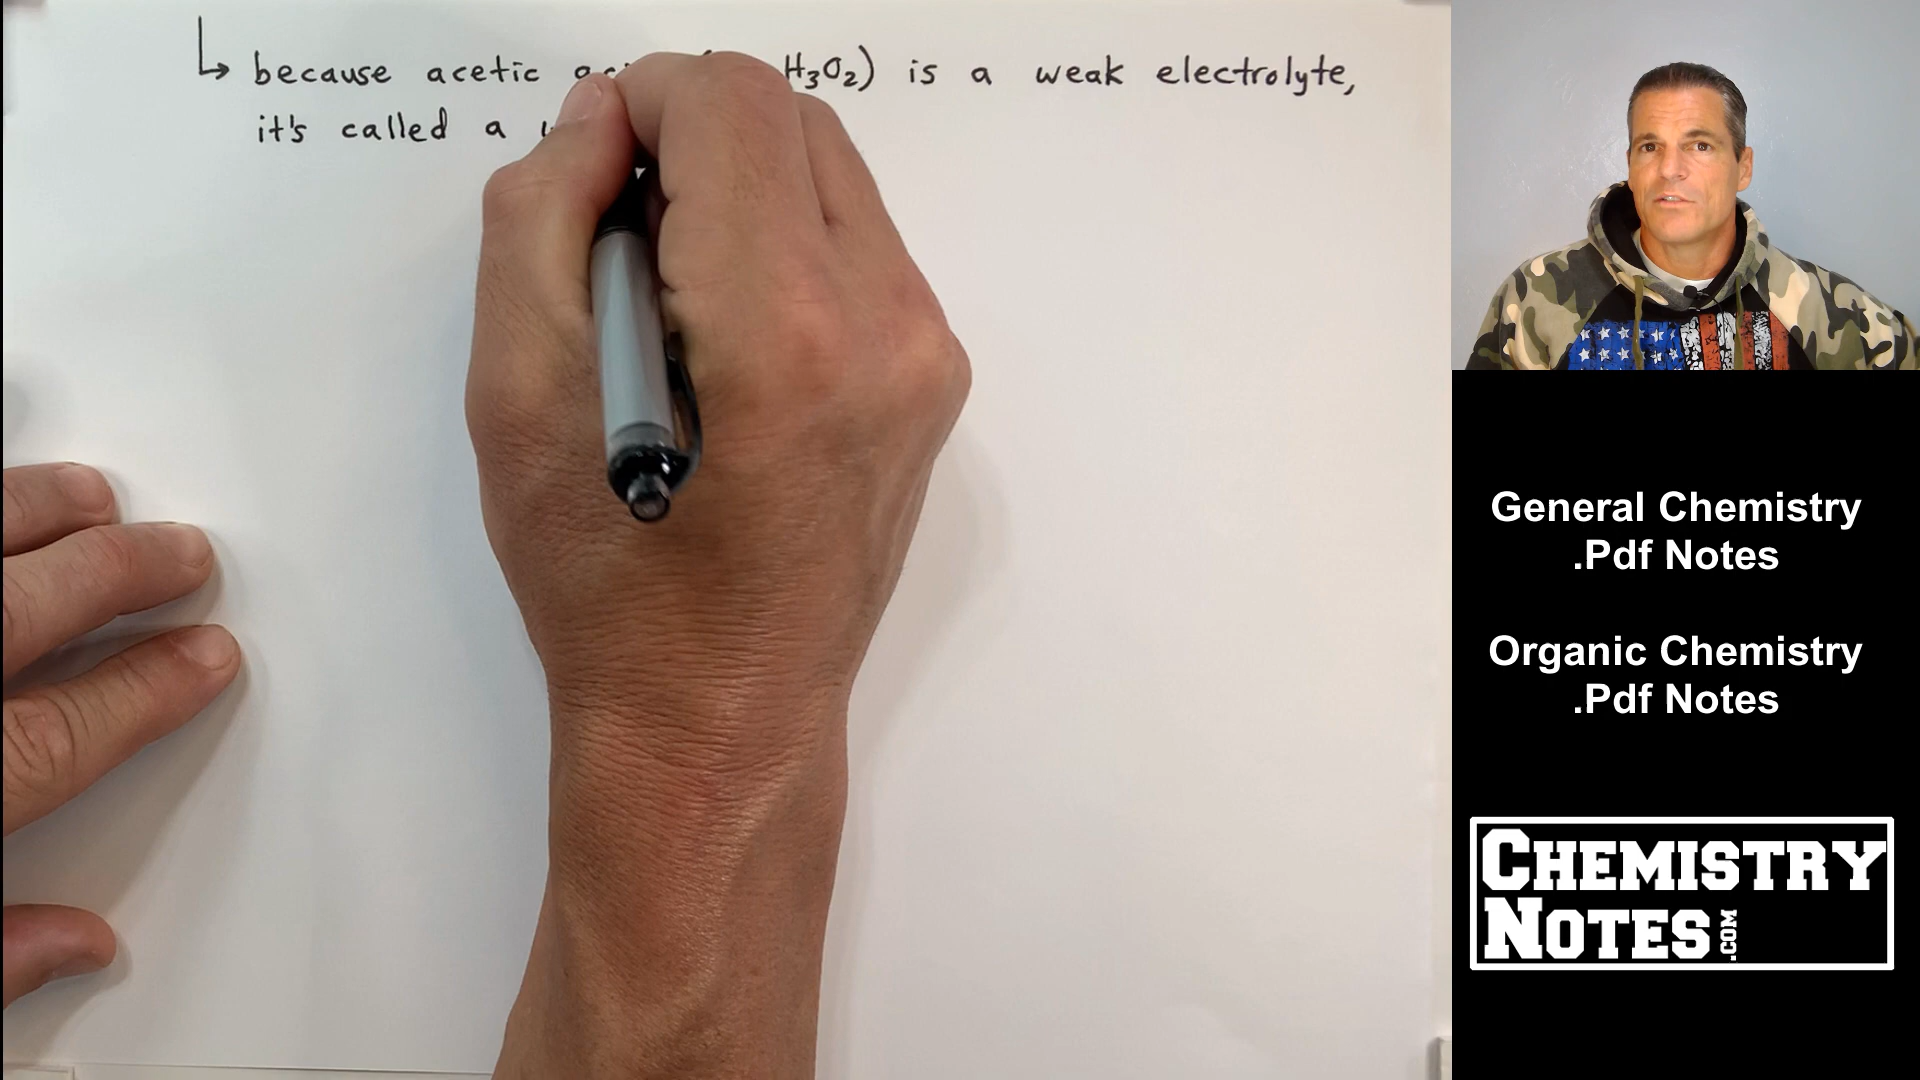 because acetic H₃O₂) is a weak electrolyte,
it's called a
General Chemistry
.Pdf Notes
Organic Chemistry
.Pdf Notes
CHEMISTRY
NOTES.COM